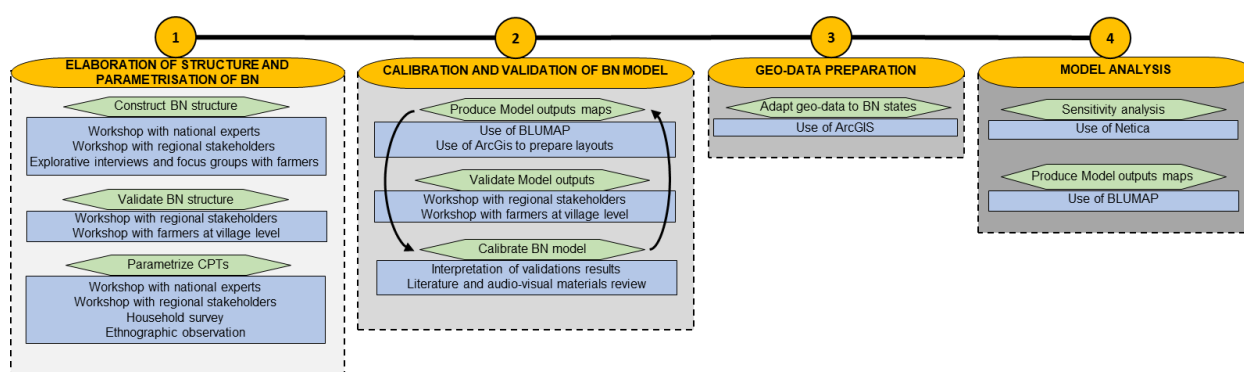 1
ELABORATION OF STRUCTURE AND
PARAMETRISATION OF BN
Construct BN structure
Workshop with national experts
Workshop with regional stakeholders
Explorative interviews and focus groups with farmers
Validate BN structure
Workshop with regional stakeholders
Workshop with farmers at village level
Parametrize CPTs
Workshop with national experts
Workshop with regional stakeholders
Household survey
Ethnographic observation
2
CALIBRATION AND VALIDATION OF BN MODEL
Produce Model outputs maps
Use of BLUMAP
Use of ArcGis to prepare layouts
Validate Model outputs
Workshop with regional stakeholders
Workshop with farmers at village level
Calibrate BN model
Interpretation of validations results
Literature and audio-visual materials review
3
GEO-DATA PREPARATION
Adapt geo-data to BN states
Use of ArcGIS
4
MODEL ANALYSIS
Sensitivity analysis
Use of Netica
Produce Model outputs maps
Use of BLUMAP